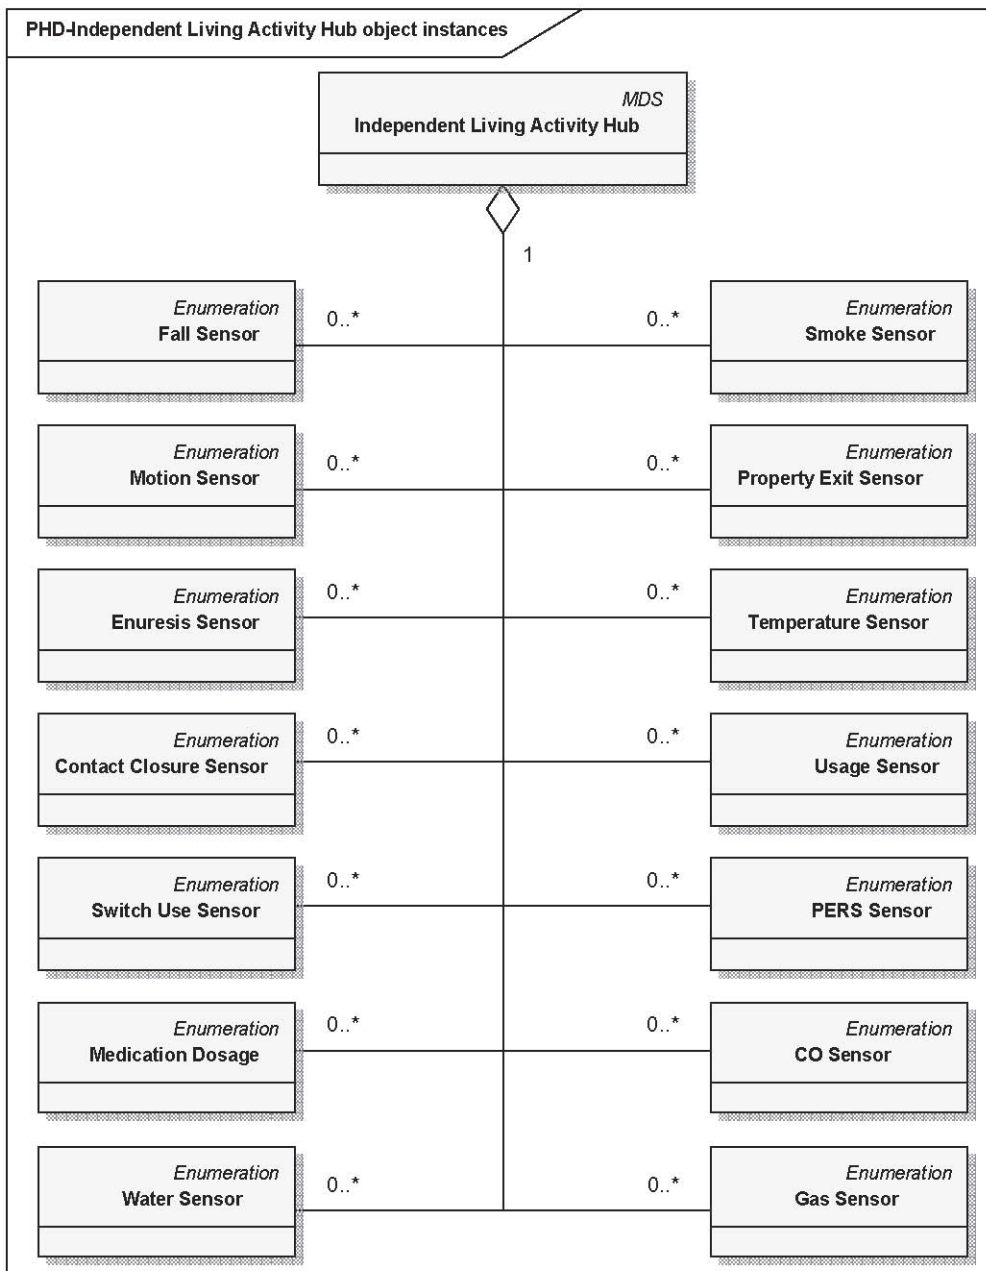 PHD-Independent Living Activity Hub object instances
MDS
Independent Living Activity Hub
1
Enumeration
Fall Sensor
0..*
0..*
Enumeration
Smoke Sensor
Enumeration
Motion Sensor
0..*
0..*
Enumeration
Property Exit Sensor
Enumeration
Enuresis Sensor
0..*
0..*
Enumeration
Temperature Sensor
Enumeration
Contact Closure Sensor
0..*
0..*
Enumeration
Usage Sensor
Enumeration
Switch Use Sensor
0..*
0..*
Enumeration
PERS Sensor
Enumeration
Medication Dosage
0..*
0..*
Enumeration
CO Sensor
Enumeration
Water Sensor
0..*
0..*
Enumeration
Gas Sensor